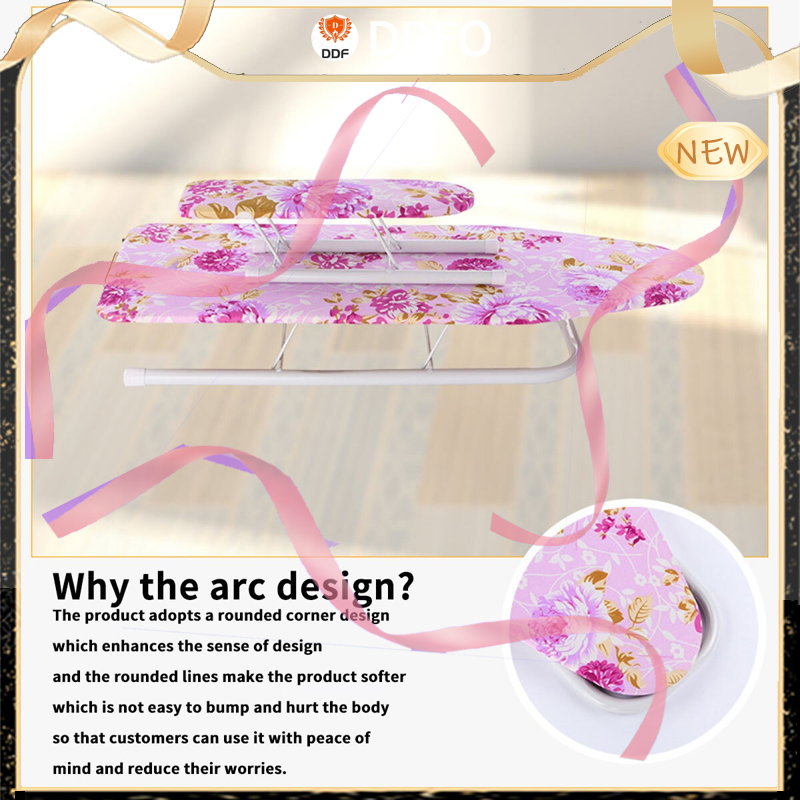 DDF
NEW
Why the arc design?
The product adopts a rounded corner design
which enhances the sense of design
and the rounded lines make the product softer
which is not easy to bump and hurt the body
so that customers can use it with peace of
mind and reduce their worries.